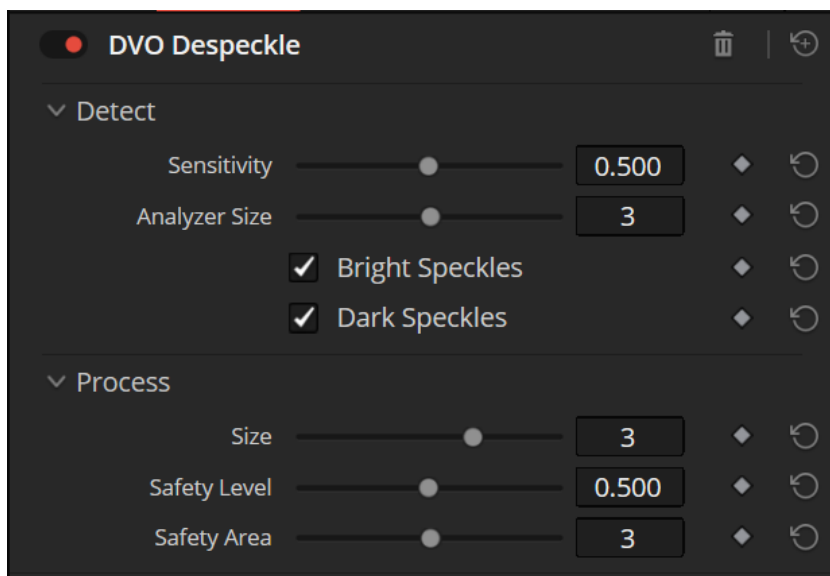 DVO Despeckle
Detect
Sensitivity 0.500
Analyzer Size 3
Bright Speckles
Dark Speckles
Process
Size 3
Safety Level 0.500
Safety Area 3